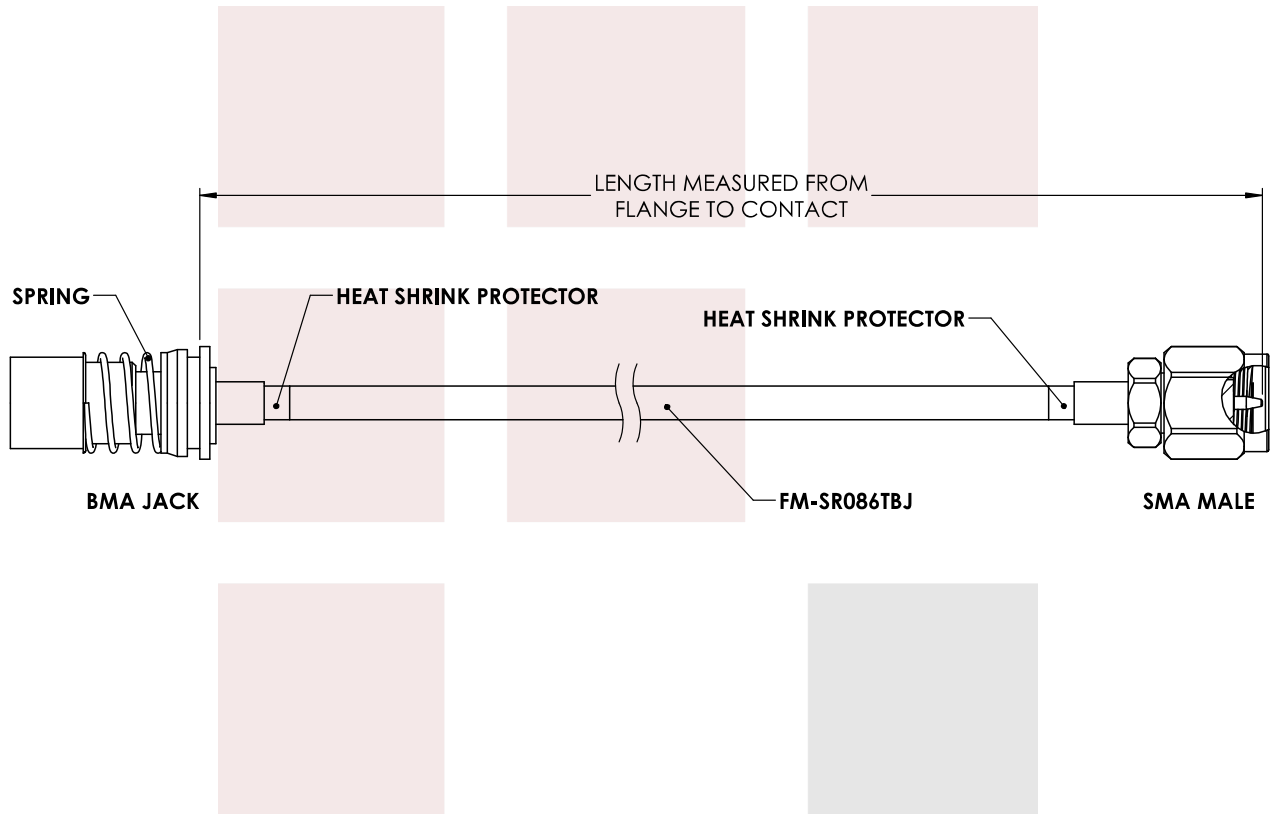 LENGTH MEASURED FROM
FLANGE TO CONTACT
SPRING
HEAT SHRINK PROTECTOR
HEAT SHRINK PROTECTOR
BMA JACK
FM-SR086TBJ
SMA MALE